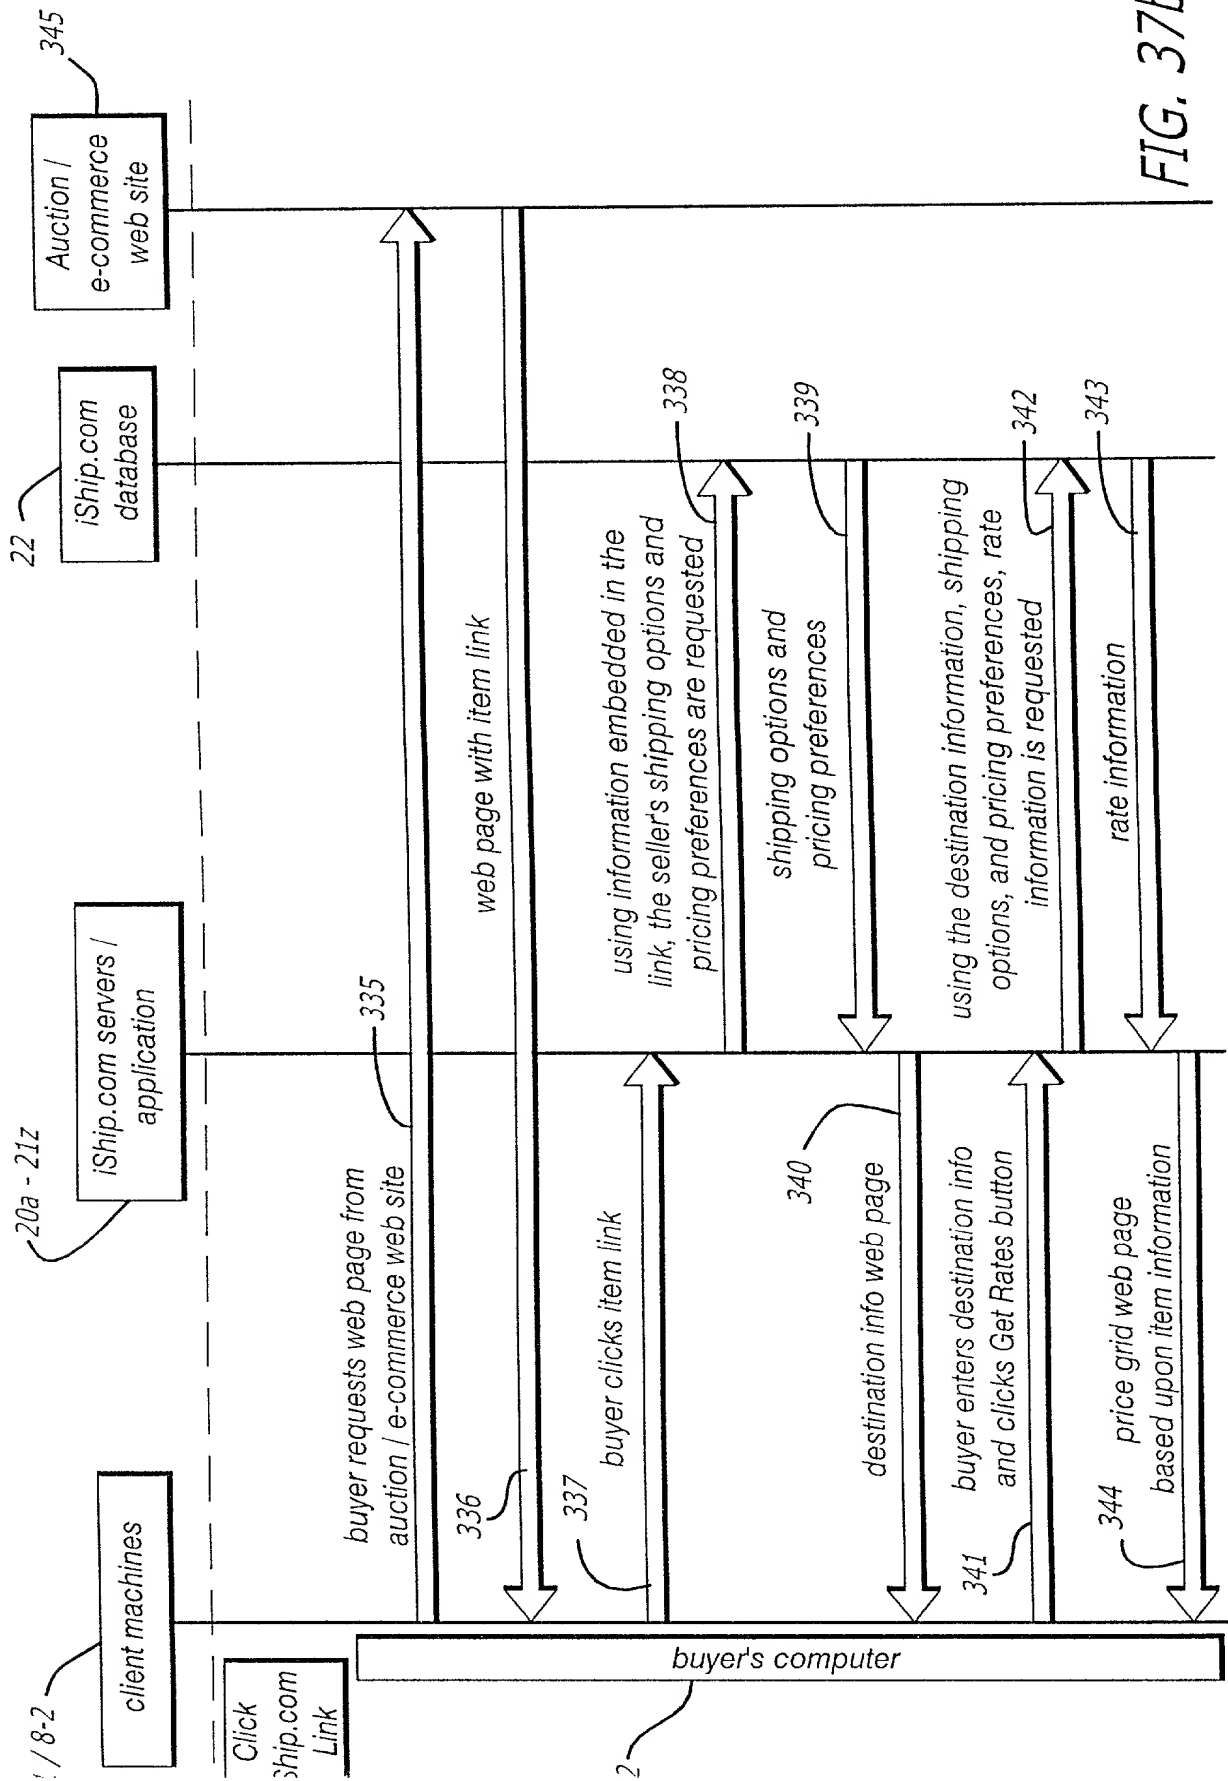 1 / 8-2
client machines
20a - 21z
iShip.com servers /
application
22
iShip.com
database
345
Auction /
e-commerce
web site
Click
Ship.com
Link
2
buyer's computer
buyer requests web page from
auction / e-commerce web site
335
336
web page with item link
337
buyer clicks item link
using information embedded in the
link, the seller's shipping options and
pricing preferences are requested
338
shipping options and
pricing preferences
339
340
destination info web page
341
buyer enters destination info
and clicks Get Rates button
using the destination information, shipping
options, and pricing preferences, rate
information is requested
342
rate information
343
344
price grid web page
based upon item information
FIG. 37b